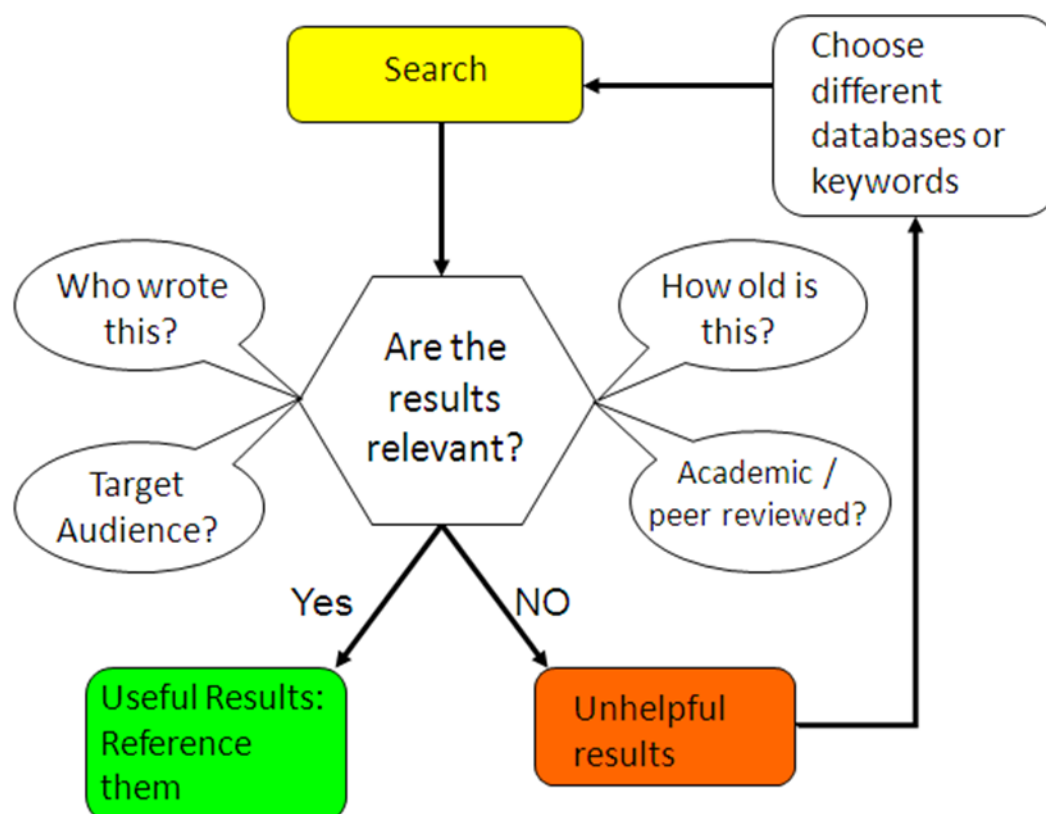 Search
Choose
different
databases or
keywords
Who wrote
this?
How old is
this?
Are the
results
relevant?
Target
Audience?
Academic /
peer reviewed?
Yes
NO
Useful Results:
Reference
them
Unhelpful
results